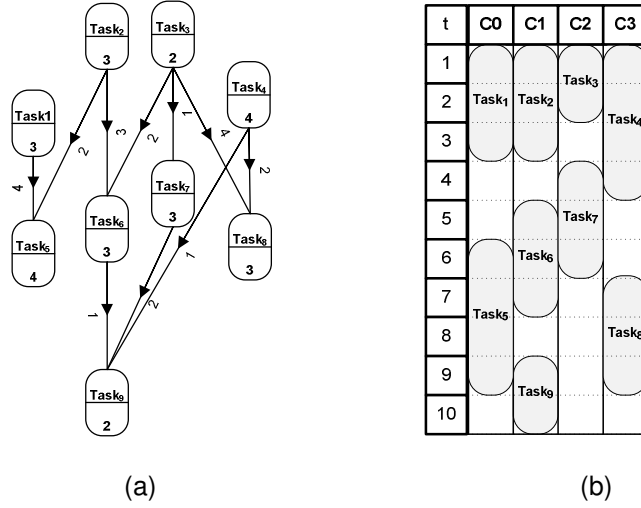 Task₂
3
Task₃
2
Task₄
4
Task1
3
4
2
3
2
1
4
2
Task₅
4
Task₆
3
Task₇
3
Task₈
3
1
2
1
Task₉
2
(a)
t C0 C1 C2 C3
1
2
3
4
5
6
7
8
9
10
Task₁
Task₂
Task₃
Task₄
Task₇
Task₆
Task₅
Task₈
Task₉
(b)